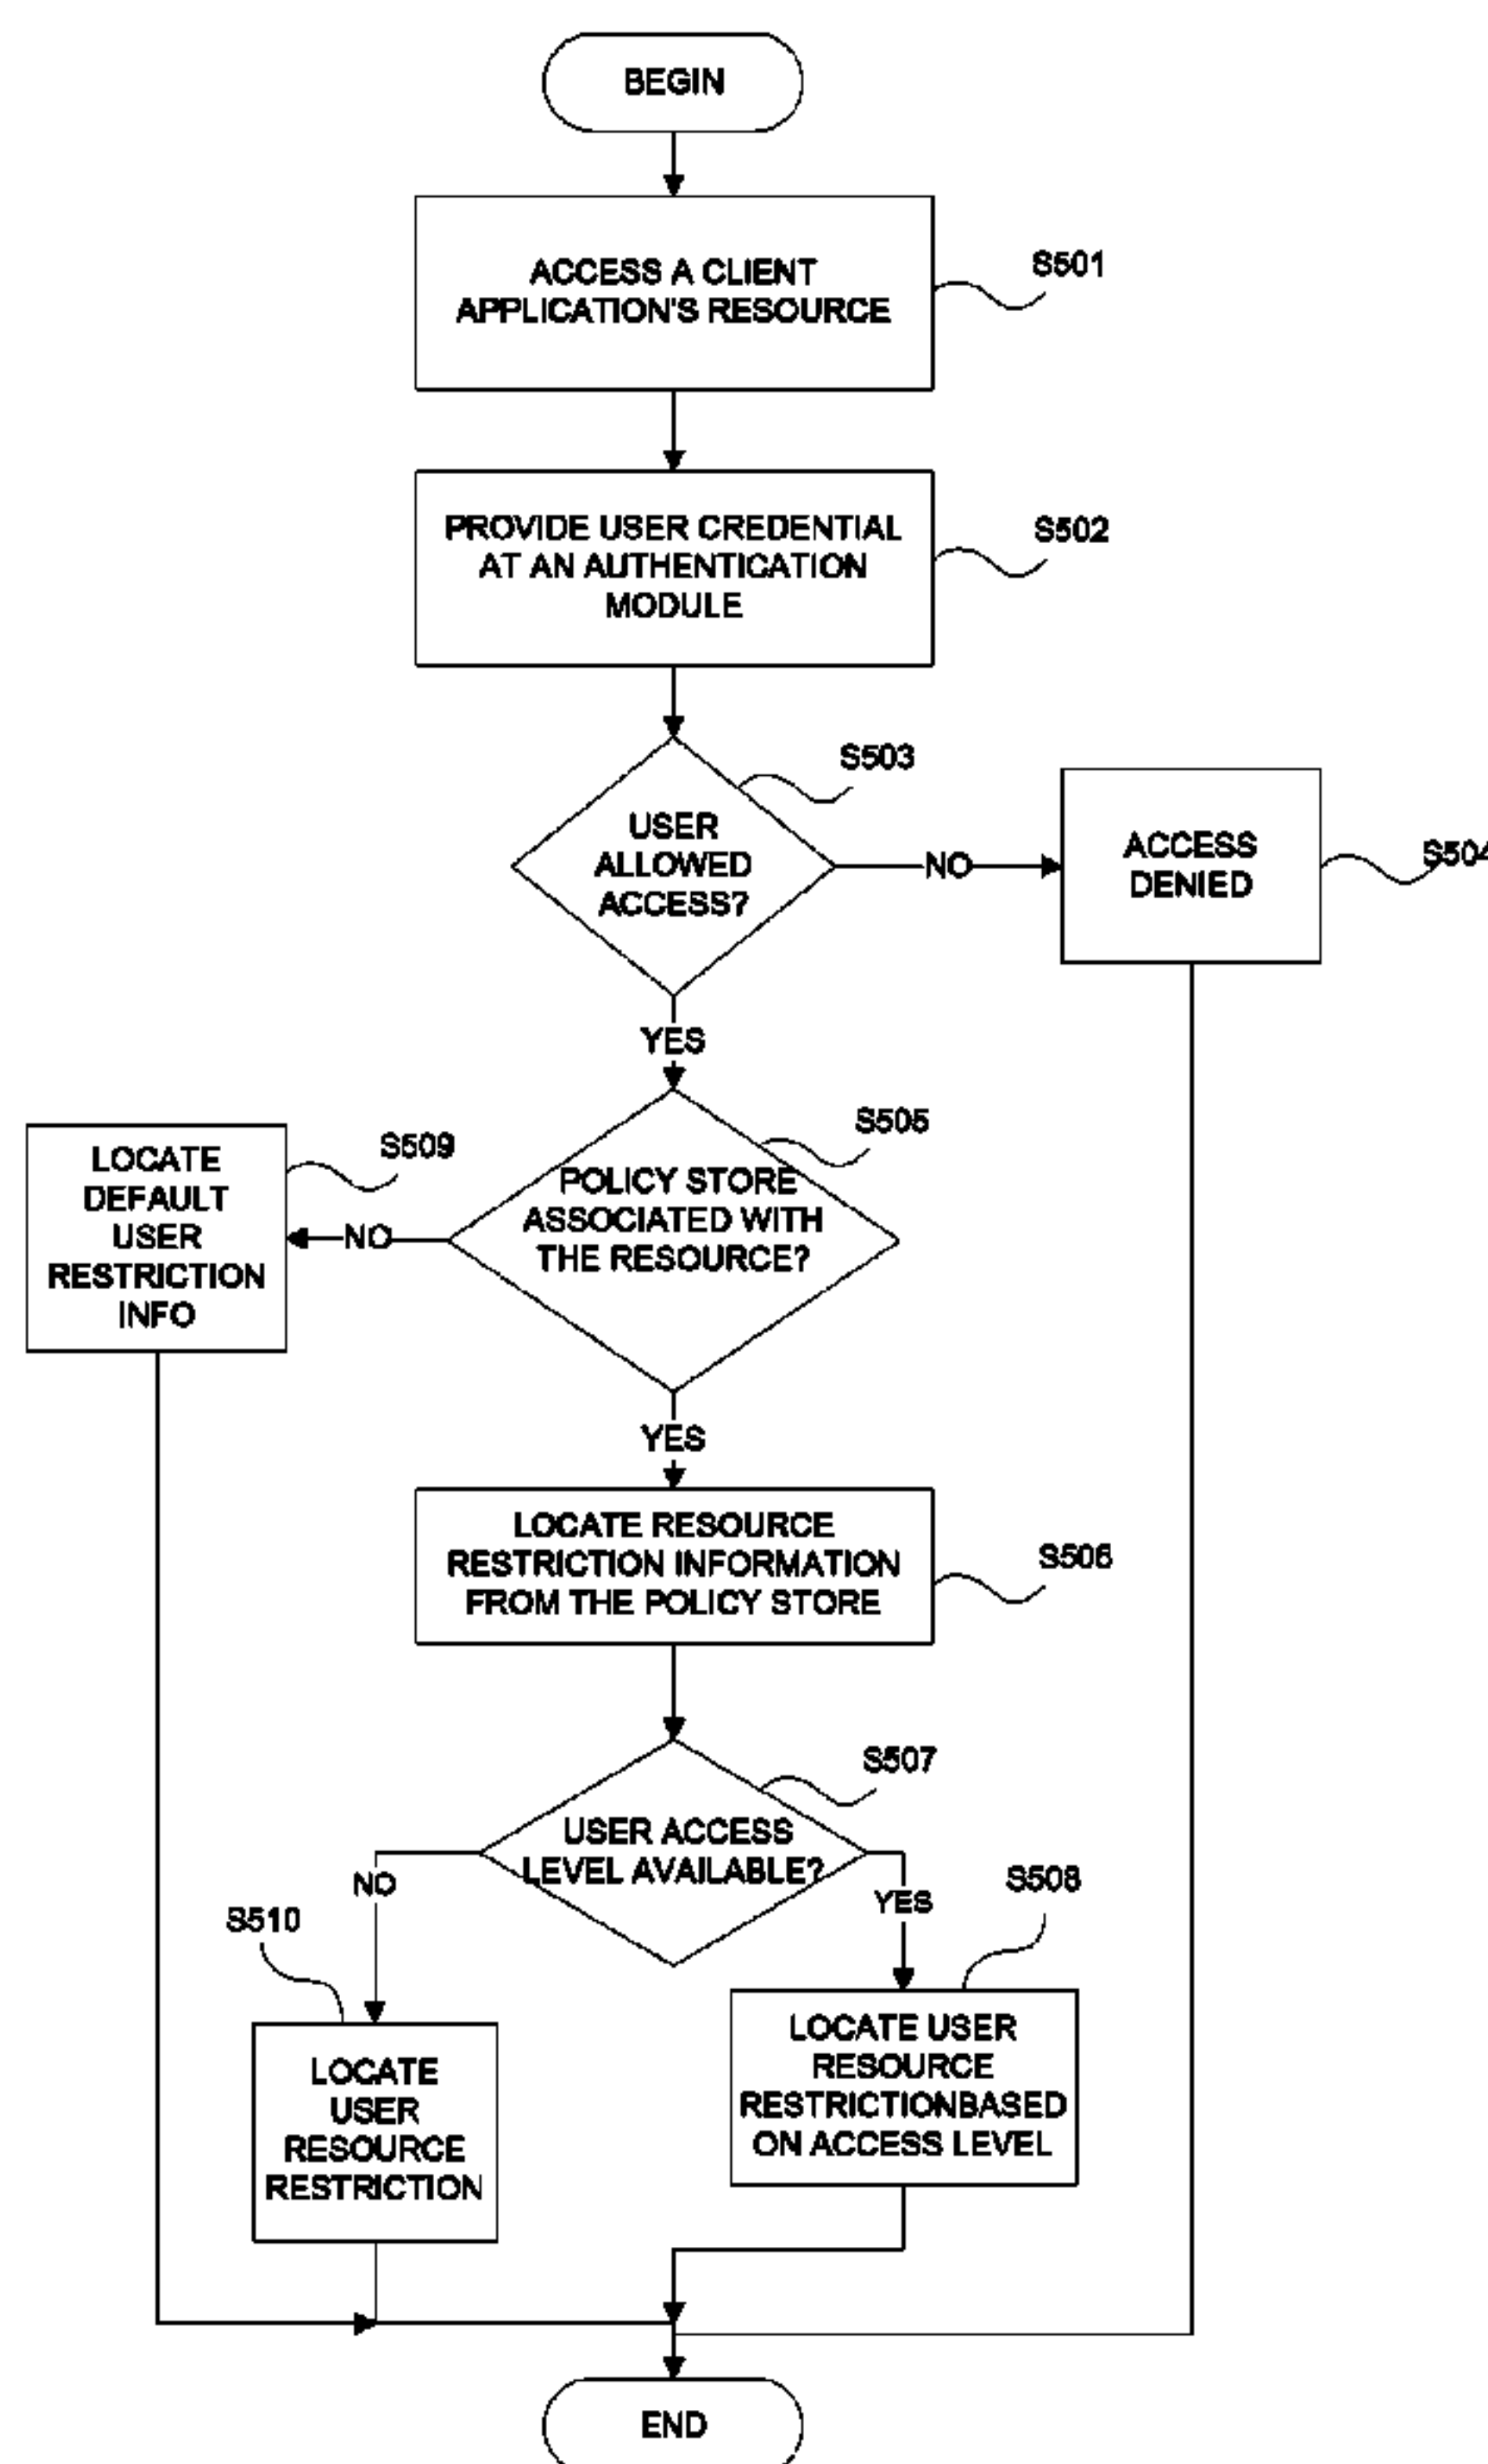 BEGIN
ACCESS A CLIENT
APPLICATION'S RESOURCE
S501
PROVIDE USER CREDENTIAL
AT AN AUTHENTICATION
MODULE
S502
S503
USER
ALLOWED
ACCESS?
NO
ACCESS
DENIED
S504
YES
S505
POLICY STORE
ASSOCIATED WITH
THE RESOURCE?
NO
S509
LOCATE
DEFAULT
USER
RESTRICTION
INFO
YES
LOCATE RESOURCE
RESTRICTION INFORMATION
FROM THE POLICY STORE
S506
S507
USER ACCESS
LEVEL AVAILABLE?
NO
YES
S508
S510
LOCATE
USER
RESOURCE
RESTRICTION
LOCATE USER
RESOURCE
RESTRICTIONBASED
ON ACCESS LEVEL
END